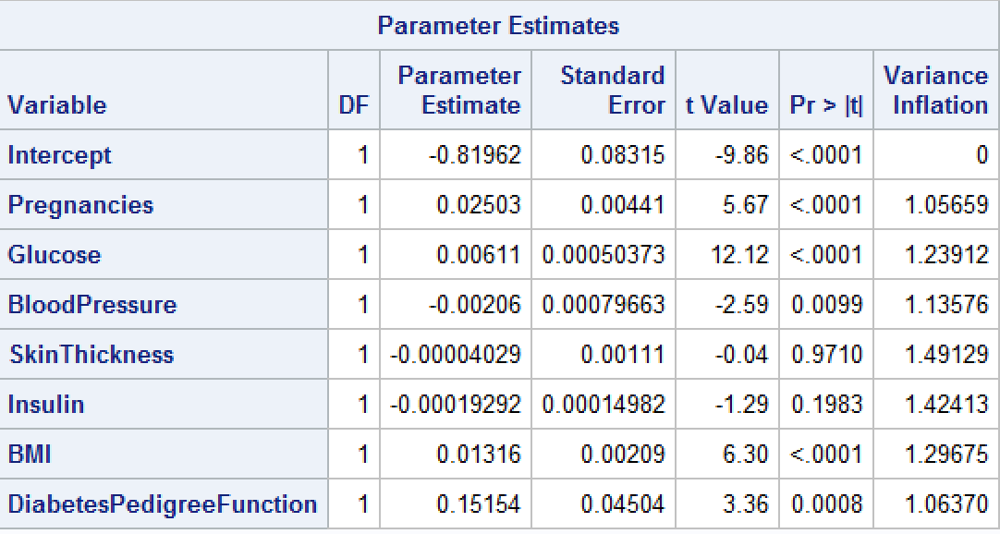 Parameter Estimates
Variable DF Parameter Estimate Standard Error t Value Pr > |t| Variance Inflation
Intercept 1 -0.81962 0.08315 -9.86 <.0001 0
Pregnancies 1 0.02503 0.00441 5.67 <.0001 1.05659
Glucose 1 0.00611 0.00050373 12.12 <.0001 1.23912
BloodPressure 1 -0.00206 0.00079663 -2.59 0.0099 1.13576
SkinThickness 1 -0.00004029 0.00111 -0.04 0.9710 1.49129
Insulin 1 -0.00019292 0.00014982 -1.29 0.1983 1.42413
BMI 1 0.01316 0.00209 6.30 <.0001 1.29675
DiabetesPedigreeFunction 1 0.15154 0.04504 3.36 0.0008 1.06370